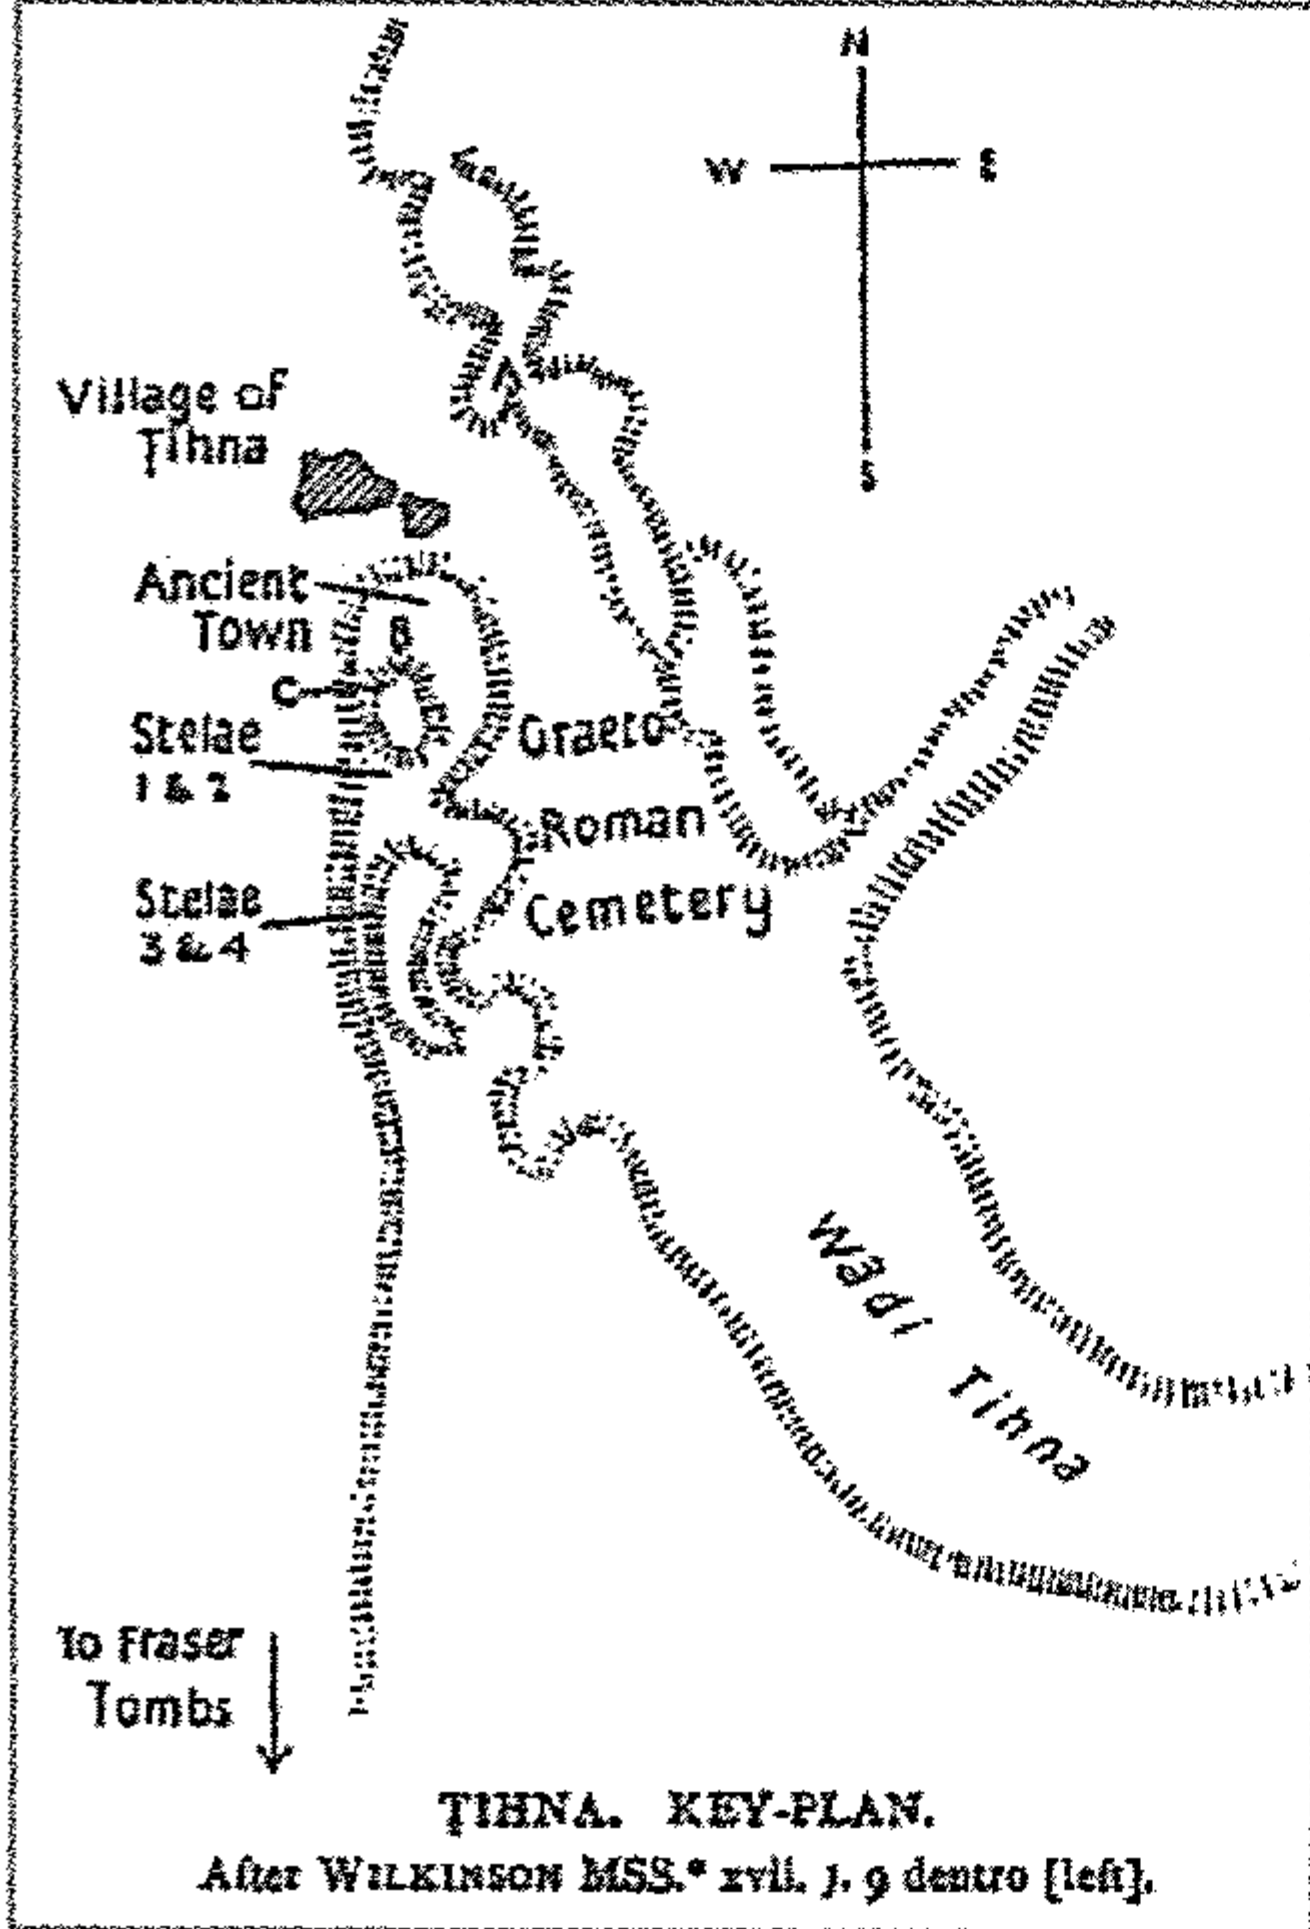 N
W E
S
A
Village of
Tihna
Ancient
Town
B
C
Stelae
1 & 2
Graeco
Roman
Cemetery
Stelae
3 & 4
Wadi Tihna
To Fraser
Tombs
TIHNA. KEY-PLAN.
After WILKINSON MSS.* xvii. J. 9 dentro [left].